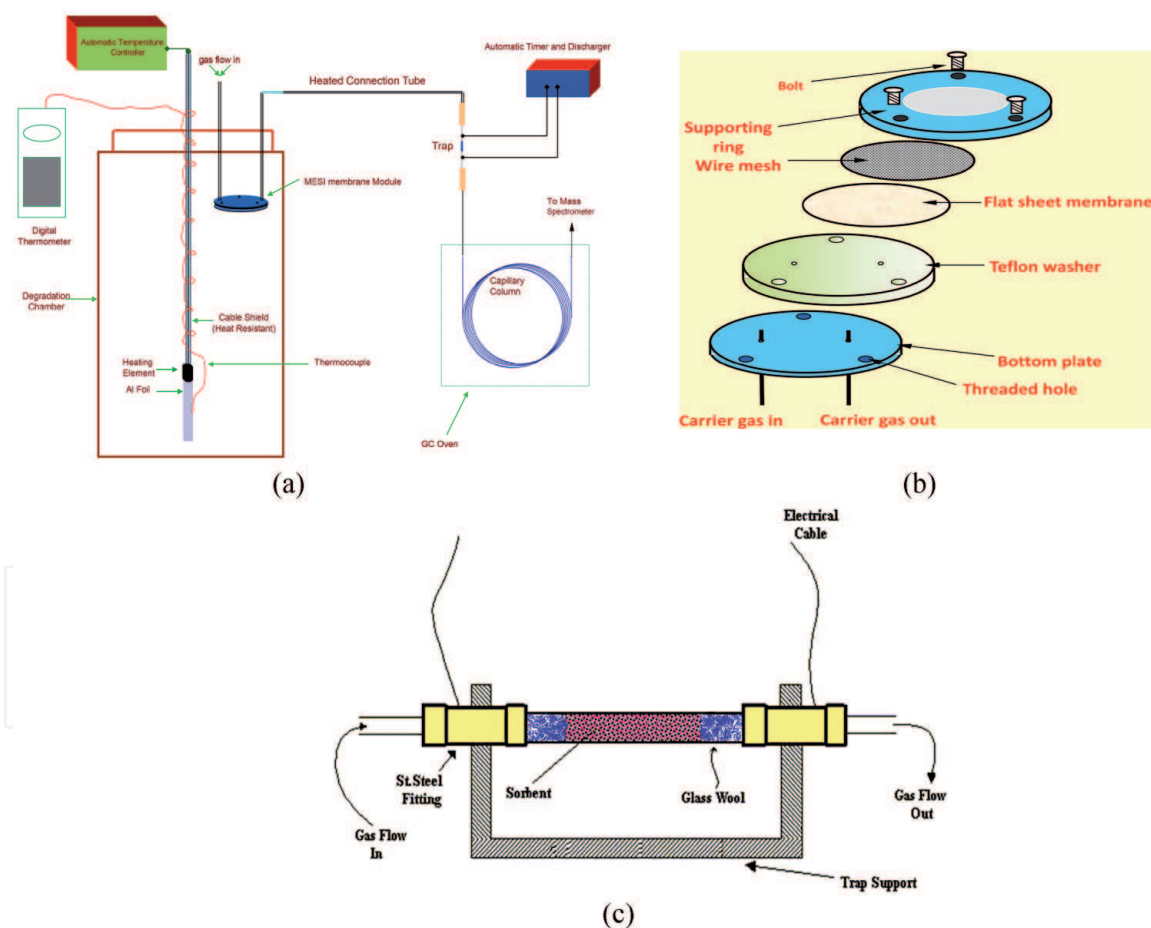 Automatic Temperature
Controller
gas flow in
Heated Connection Tube
Automatic Timer and Discharger
Trap
MESI membrane Module
To Mass
Spectrometer
Digital
Thermometer
Capillary
Column
Degradation
Chamber
Cable Shield
(Heat Resistant)
Heating
Element
Thermocouple
Al Foil
GC Oven
(a)
Bolt
Supporting
ring
Wire mesh
Flat sheet membrane
Teflon washer
Bottom plate
Threaded hole
Carrier gas in
Carrier gas out
(b)
Electrical
Cable
St.Steel
Fitting
Sorbent
Glass Wool
Gas Flow
In
Gas Flow
Out
Trap Support
(c)